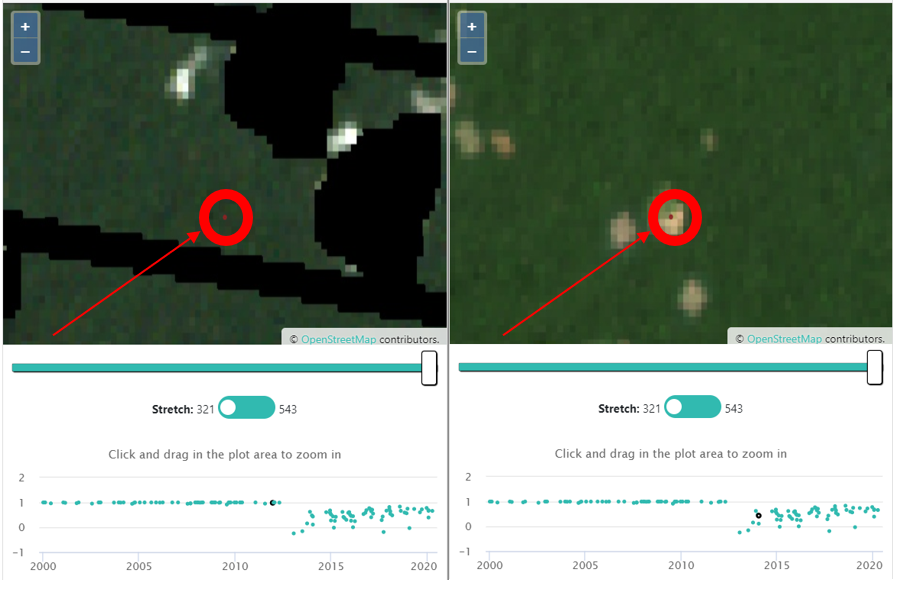 +
−
© OpenStreetMap contributors.
Stretch: 321 543
Click and drag in the plot area to zoom in
2
1
0
−1
2000 2005 2010 2015 2020
+
−
© OpenStreetMap contributors.
Stretch: 321 543
Click and drag in the plot area to zoom in
2
1
0
−1
2000 2005 2010 2015 2020